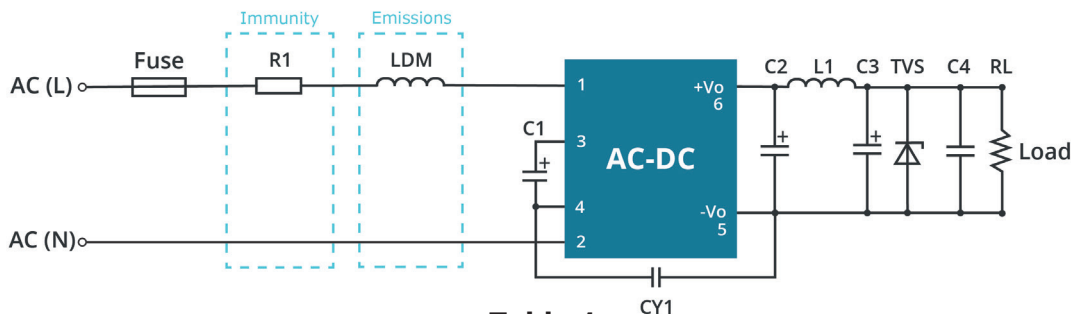 Immunity
Emissions
Fuse
R1
LDM
C2
L1
C3
TVS
C4
RL
AC (L)
1
+Vo
6
C1
3
AC-DC
Load
4
-Vo
5
AC (N)
2
CY1